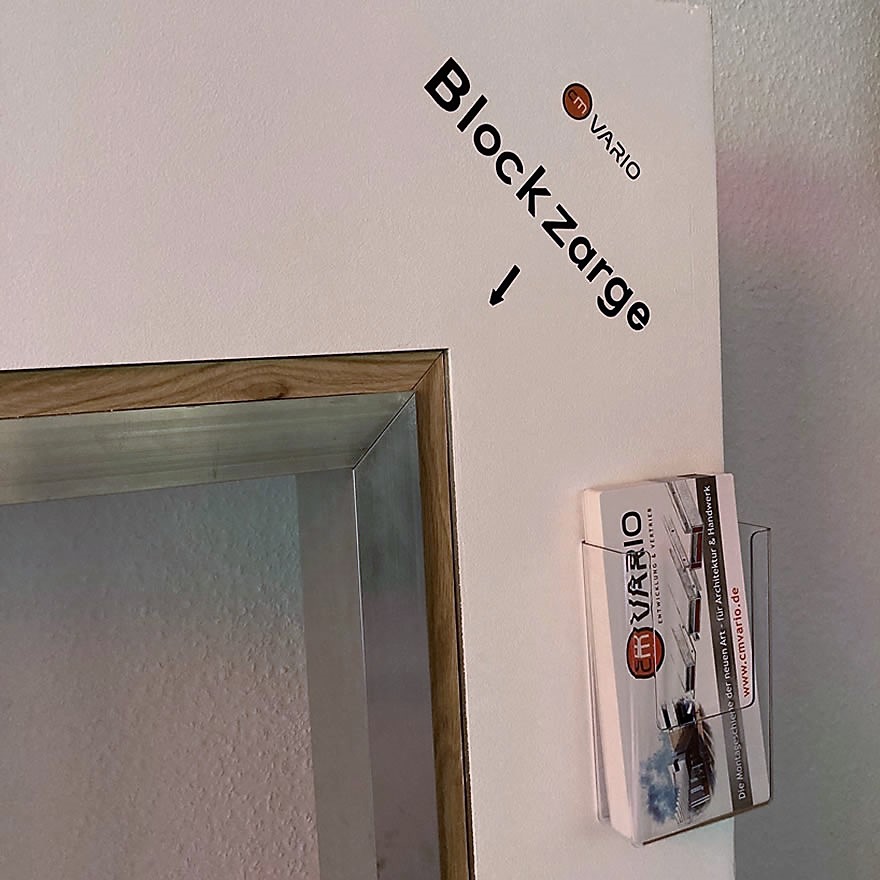 cm VARIO
Blockzarge
cm VARIO
ENTWICKLUNG & VERTRIEB
Die Montageschiene der neuen Art - für Architektur & Handwerk
www.cmvario.de